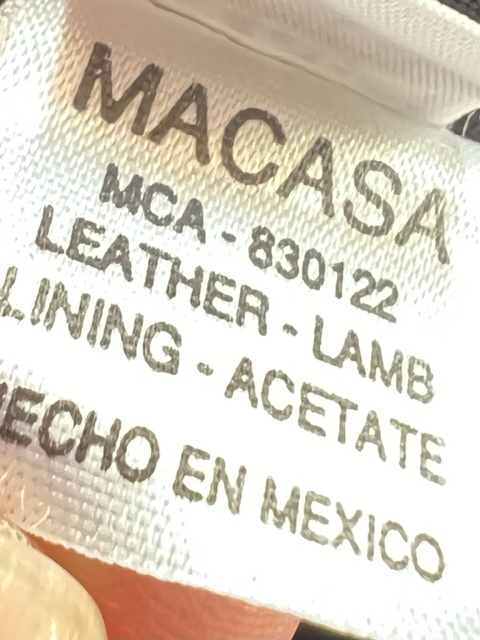 MACASA
MCA - 830122
LEATHER - LAMB
LINING - ACETATE
HECHO EN MEXICO